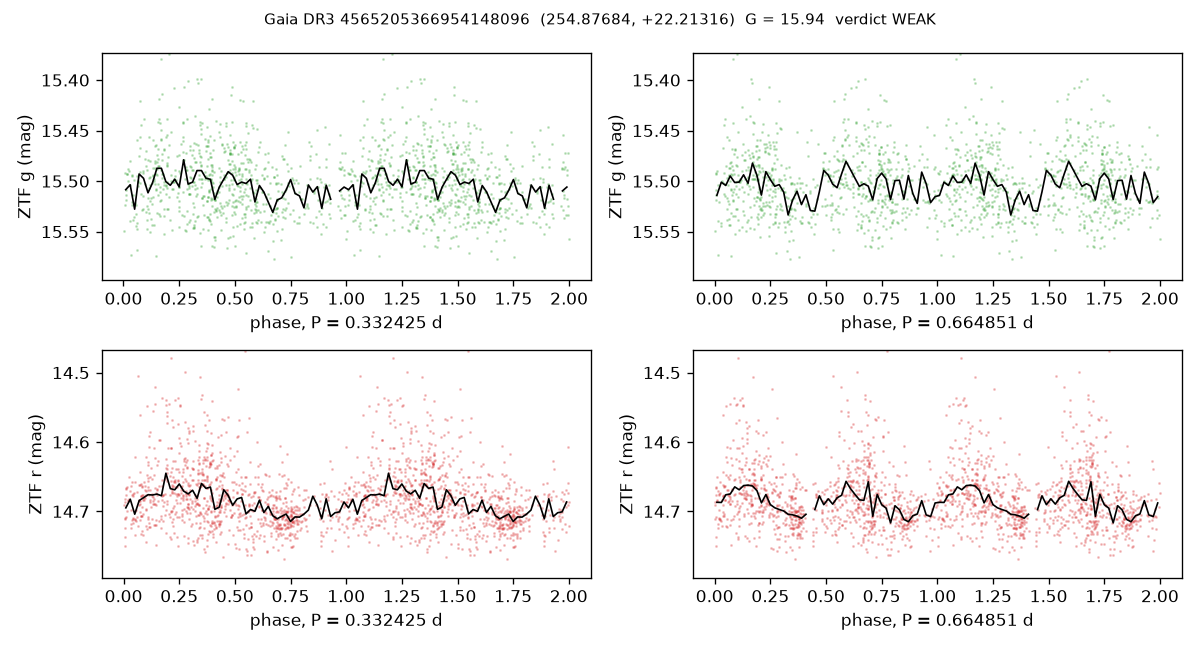 Gaia DR3 4565205366954148096 (254.87684, +22.21316) G = 15.94 verdict WEAK
ZTF g (mag)
15.40
15.45
15.50
15.55
0.00 0.25 0.50 0.75 1.00 1.25 1.50 1.75 2.00
phase, P = 0.332425 d
ZTF g (mag)
15.40
15.45
15.50
15.55
0.00 0.25 0.50 0.75 1.00 1.25 1.50 1.75 2.00
phase, P = 0.664851 d
ZTF r (mag)
14.5
14.6
14.7
0.00 0.25 0.50 0.75 1.00 1.25 1.50 1.75 2.00
phase, P = 0.332425 d
ZTF r (mag)
14.5
14.6
14.7
0.00 0.25 0.50 0.75 1.00 1.25 1.50 1.75 2.00
phase, P = 0.664851 d